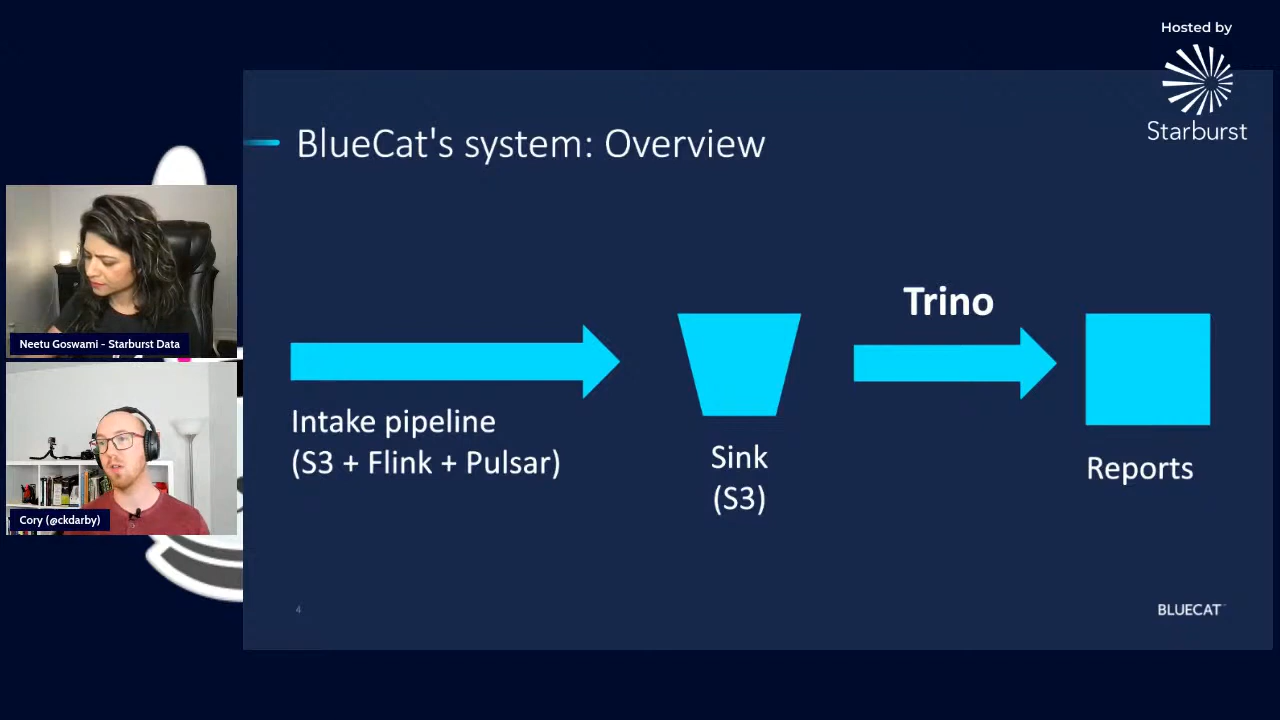 Hosted by
Starburst
BlueCat's system: Overview
Neetu Goswami - Starburst Data
Cory (@ckdarby)
Intake pipeline
(S3 + Flink + Pulsar)
Sink
(S3)
Trino
Reports
4
BLUECAT